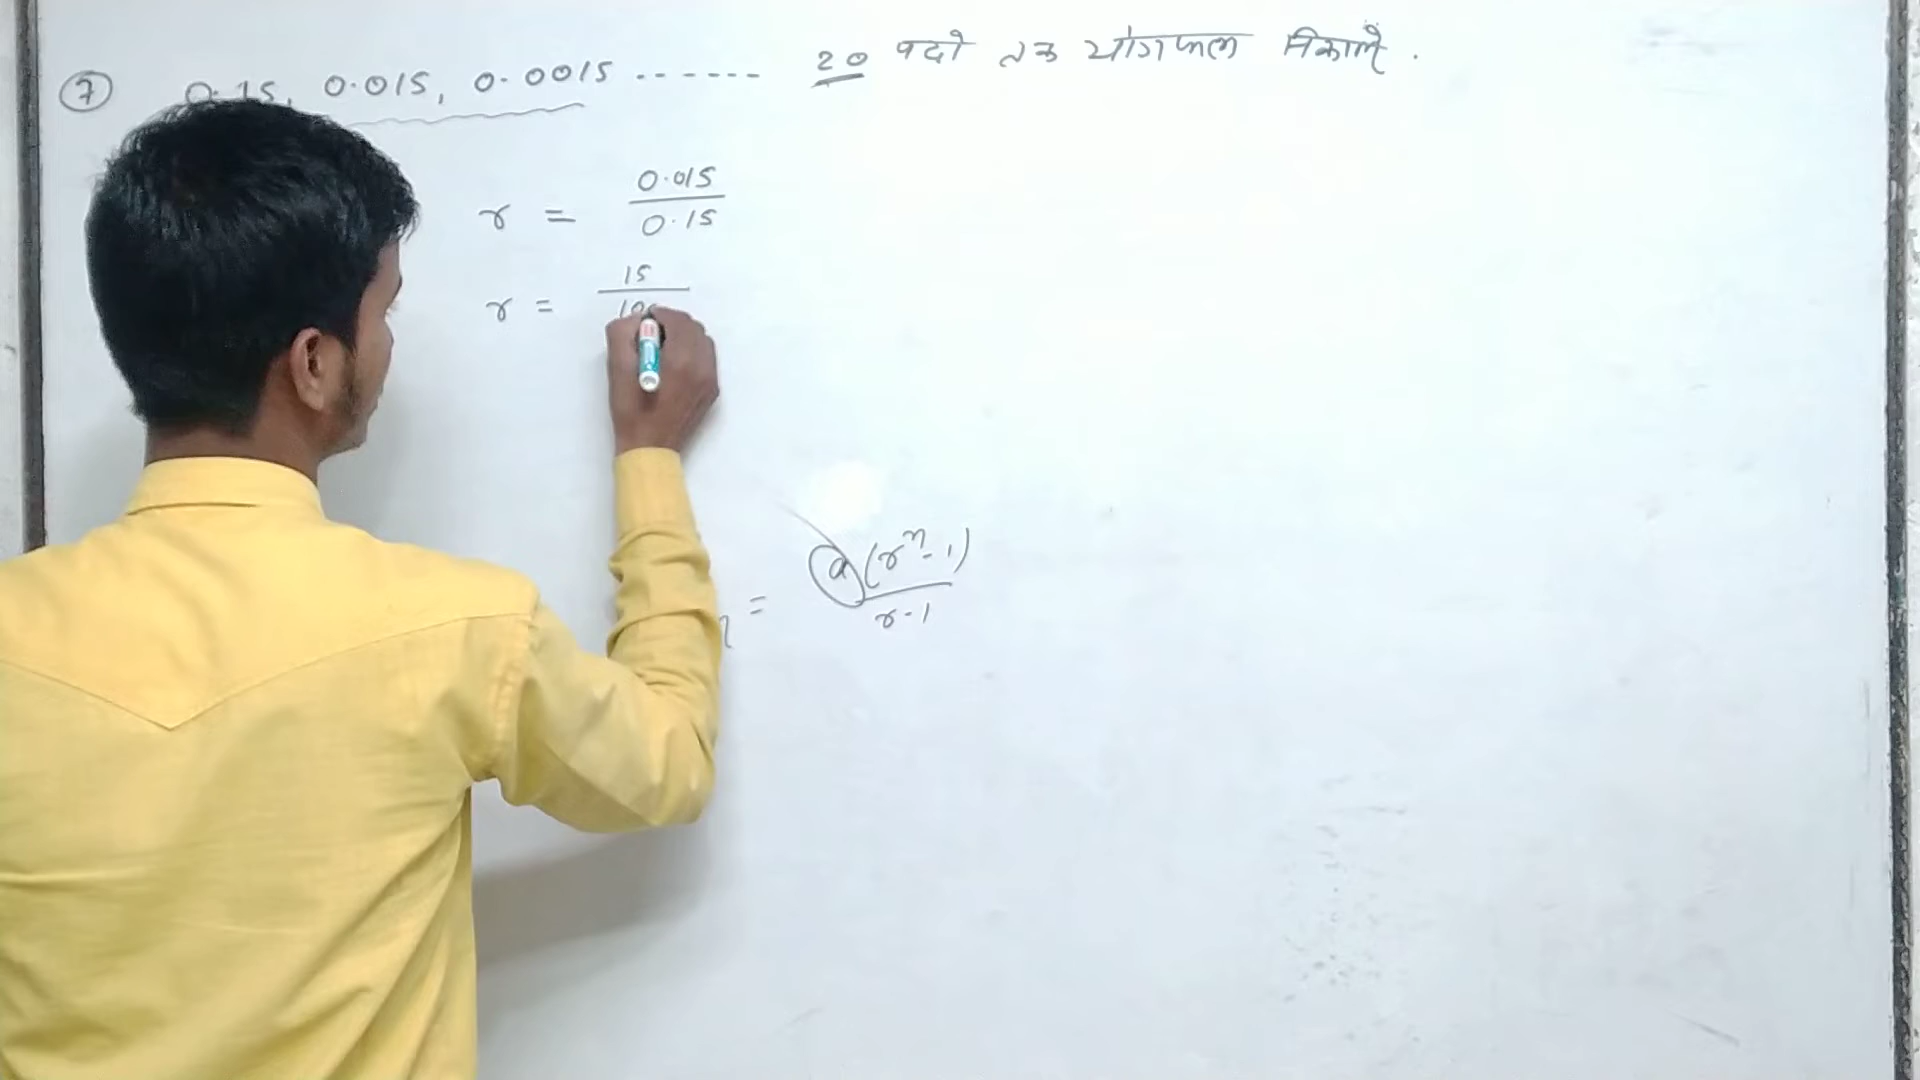 ⑦ 0.15, 0.015, 0.0015 ------- 20 पदो तक योगफल निकाले.
r = 0.015 / 0.15
r = 15 / 100
= a(rⁿ-1) / r-1